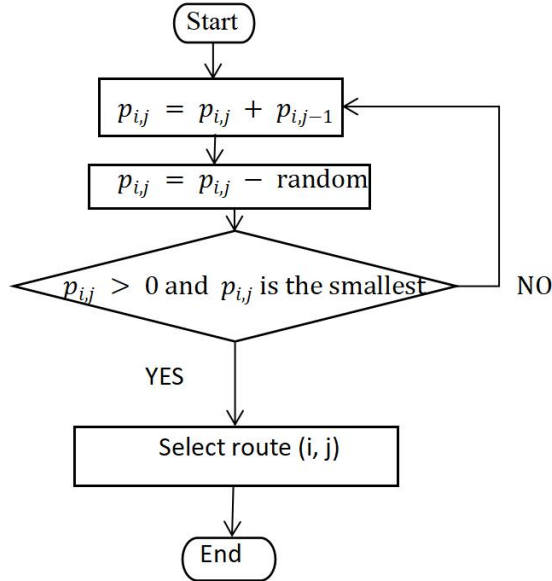 Start
p_{i,j} = p_{i,j} + p_{i,j−1}
p_{i,j} = p_{i,j} − random
p_{i,j} > 0 and p_{i,j} is the smallest
NO
YES
Select route (i, j)
End